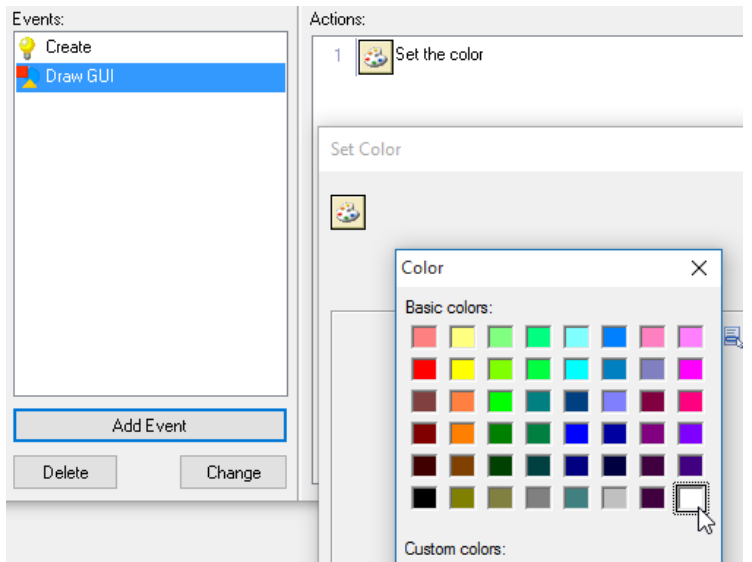 Events:
Create
Draw GUI
Add Event
Delete
Change
Actions:
1 Set the color
Set Color
Color
Basic colors:
Custom colors: